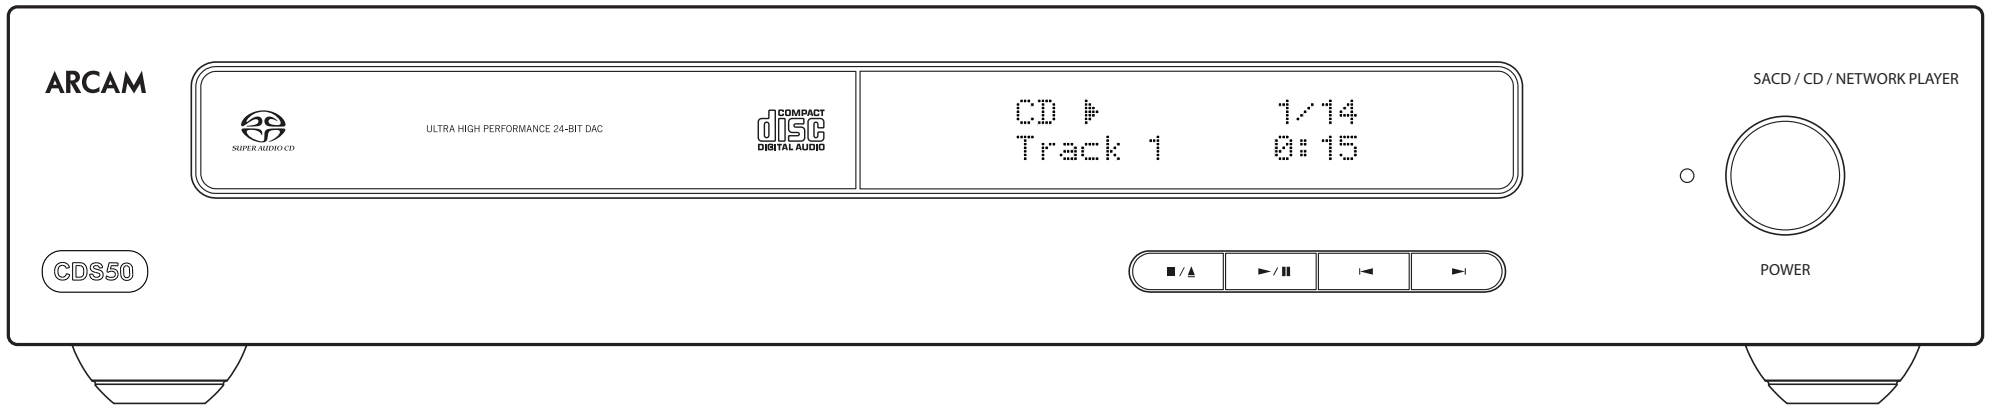 ARCAM
SACD / CD / NETWORK PLAYER
SUPER AUDIO CD
ULTRA HIGH PERFORMANCE 24-BIT DAC
COMPACT
disc
DIGITAL AUDIO
CD ▶ 1/14
Track 1 0:15
CDS50
■ / ▲ ▶ / ❚❚ |◀ ▶|
POWER